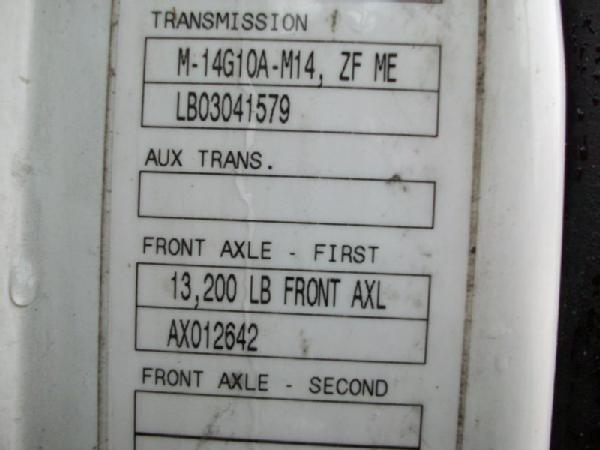 TRANSMISSION
M-14G10A-M14, ZF ME
LB03041579
AUX TRANS.
FRONT AXLE - FIRST
13,200 LB FRONT AXL
AX012642
FRONT AXLE - SECOND